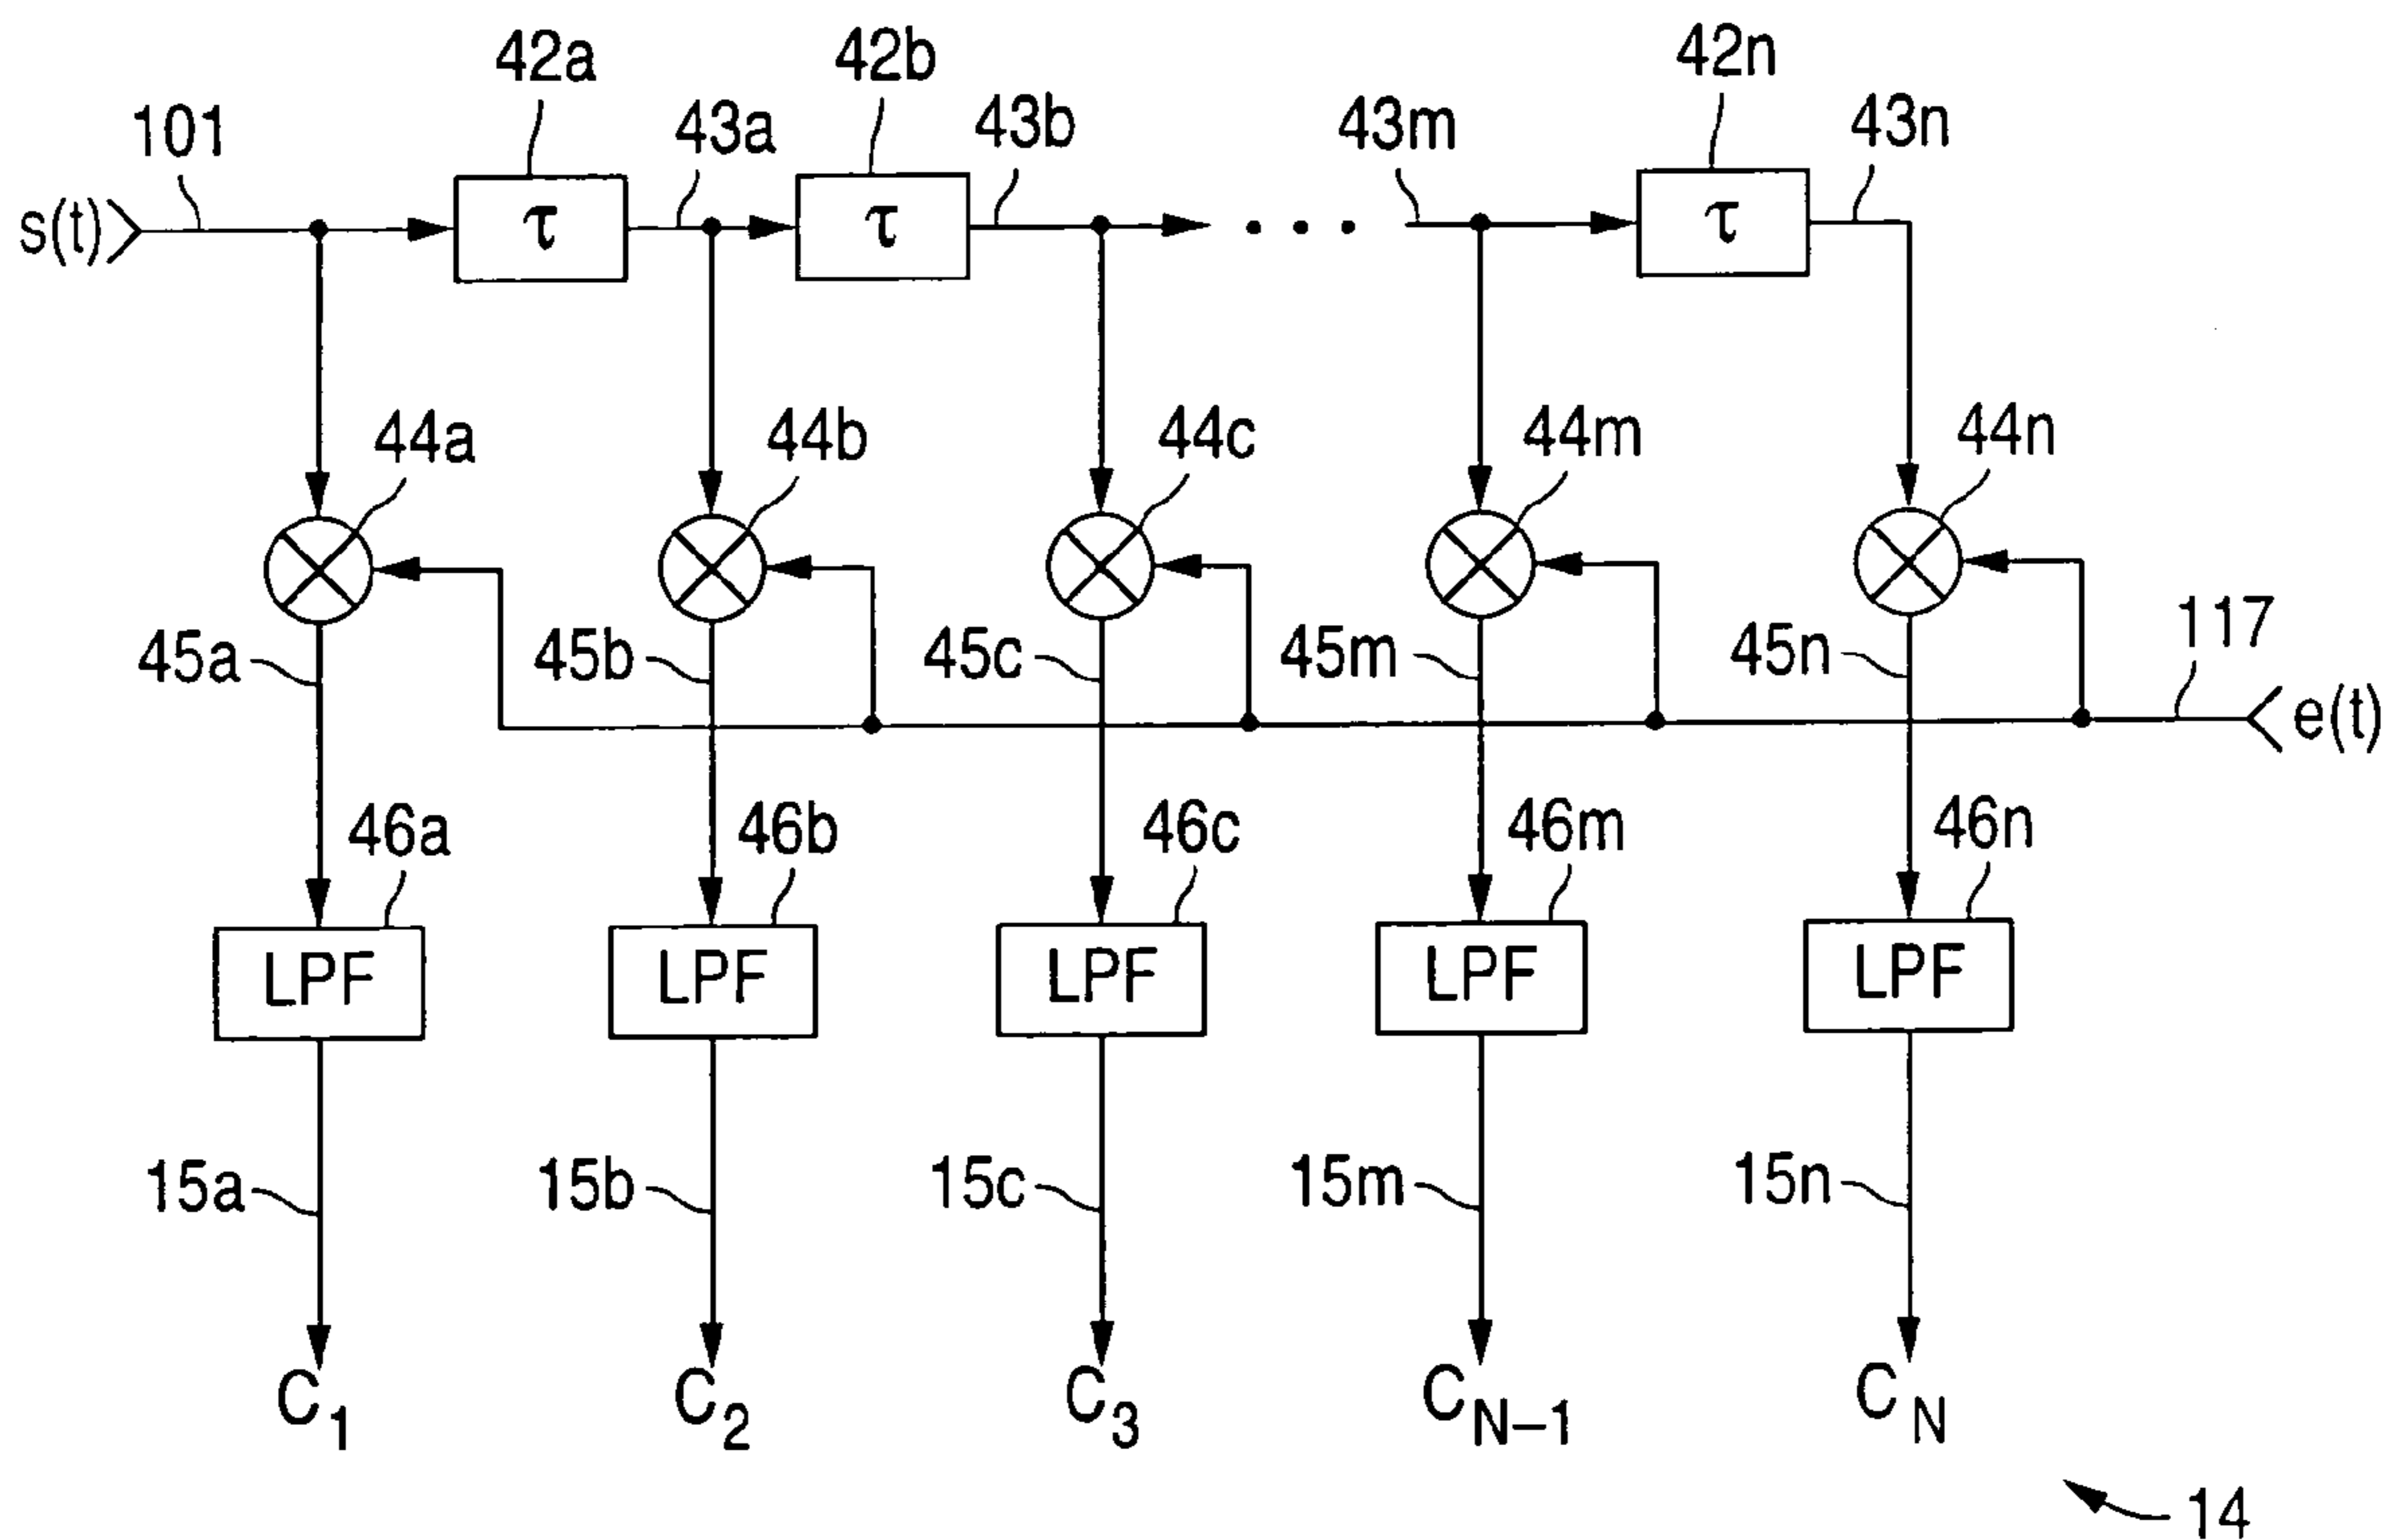 42a 42b 42n
101 43a 43b 43m 43n
s(t) τ τ . . . τ
44a 44b 44c 44m 44n
45a 45b 45c 45m 45n 117
e(t)
46a 46b 46c 46m 46n
LPF LPF LPF LPF LPF
15a 15b 15c 15m 15n
C1 C2 C3 CN–1 CN
14